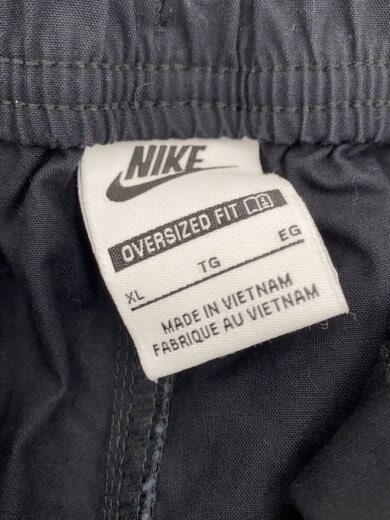 NIKE
OVERSIZED FIT
XL TG EG
MADE IN VIETNAM
FABRIQUE AU VIETNAM